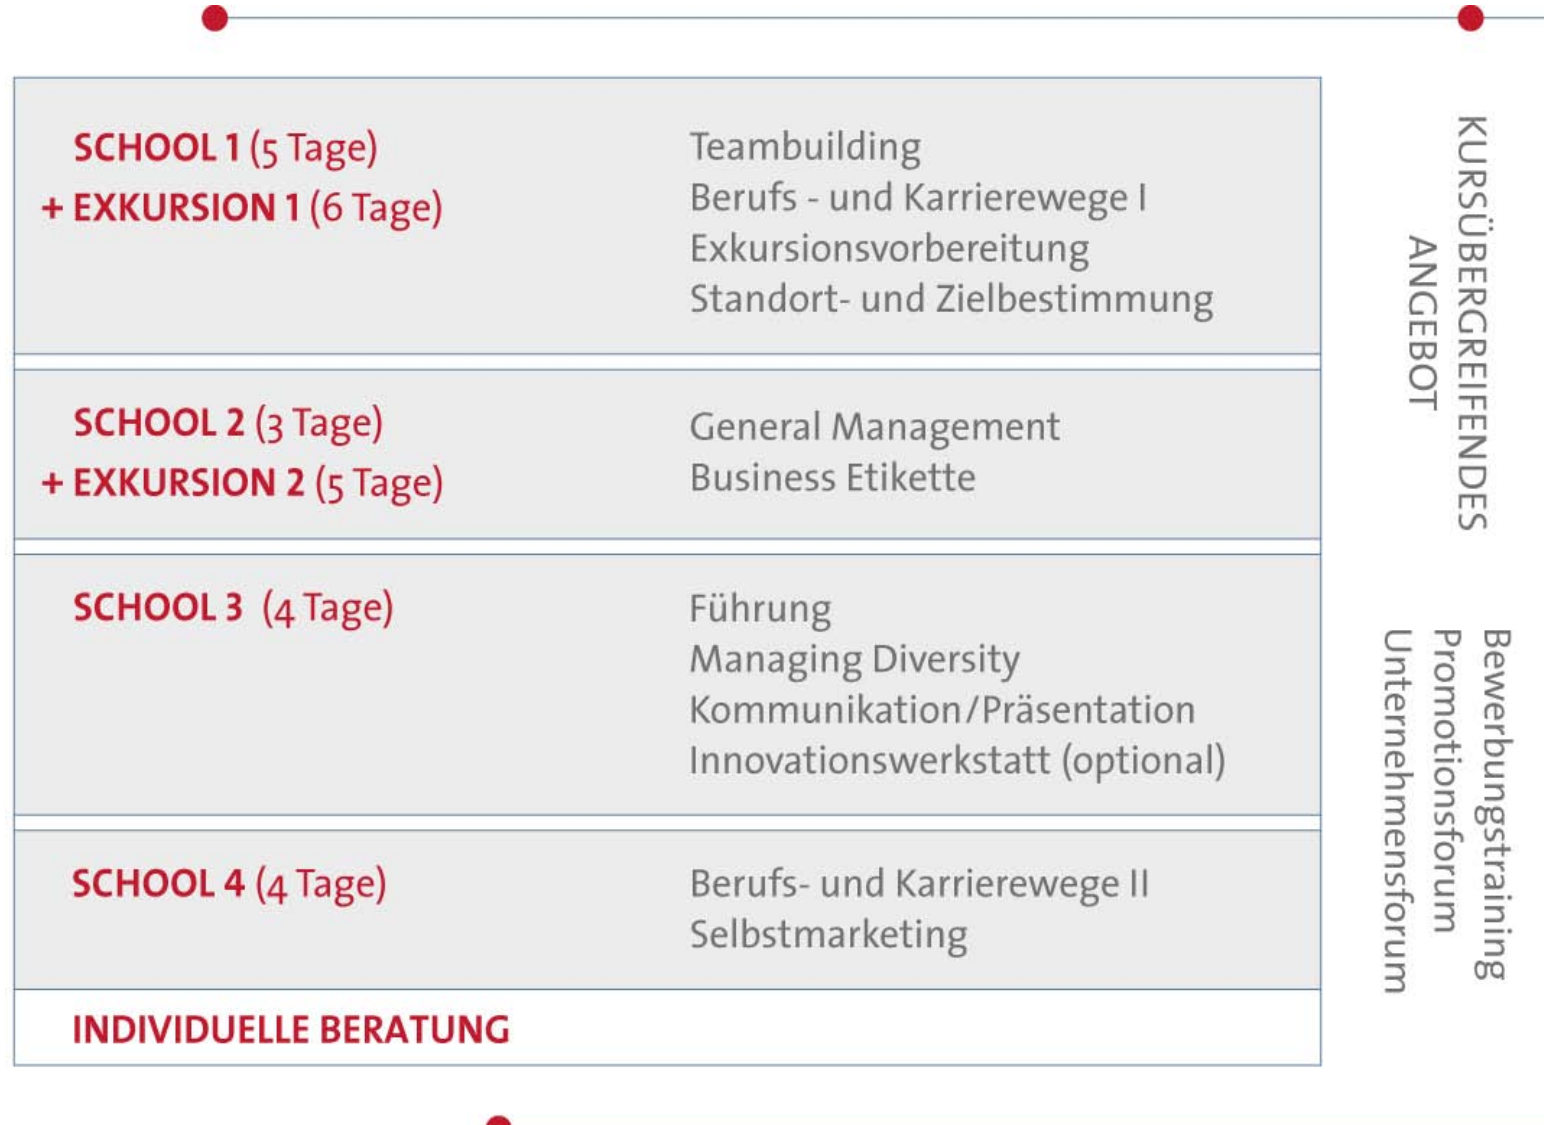 SCHOOL 1 (5 Tage)
+ EXKURSION 1 (6 Tage)
Teambuilding
Berufs - und Karrierewege I
Exkursionsvorbereitung
Standort- und Zielbestimmung
SCHOOL 2 (3 Tage)
+ EXKURSION 2 (5 Tage)
General Management
Business Etikette
SCHOOL 3 (4 Tage)
Führung
Managing Diversity
Kommunikation/Präsentation
Innovationswerkstatt (optional)
SCHOOL 4 (4 Tage)
Berufs- und Karrierewege II
Selbstmarketing
INDIVIDUELLE BERATUNG
KURSÜBERGREIFENDES
ANGEBOT
Bewerbungstraining
Promotionsforum
Unternehmensforum